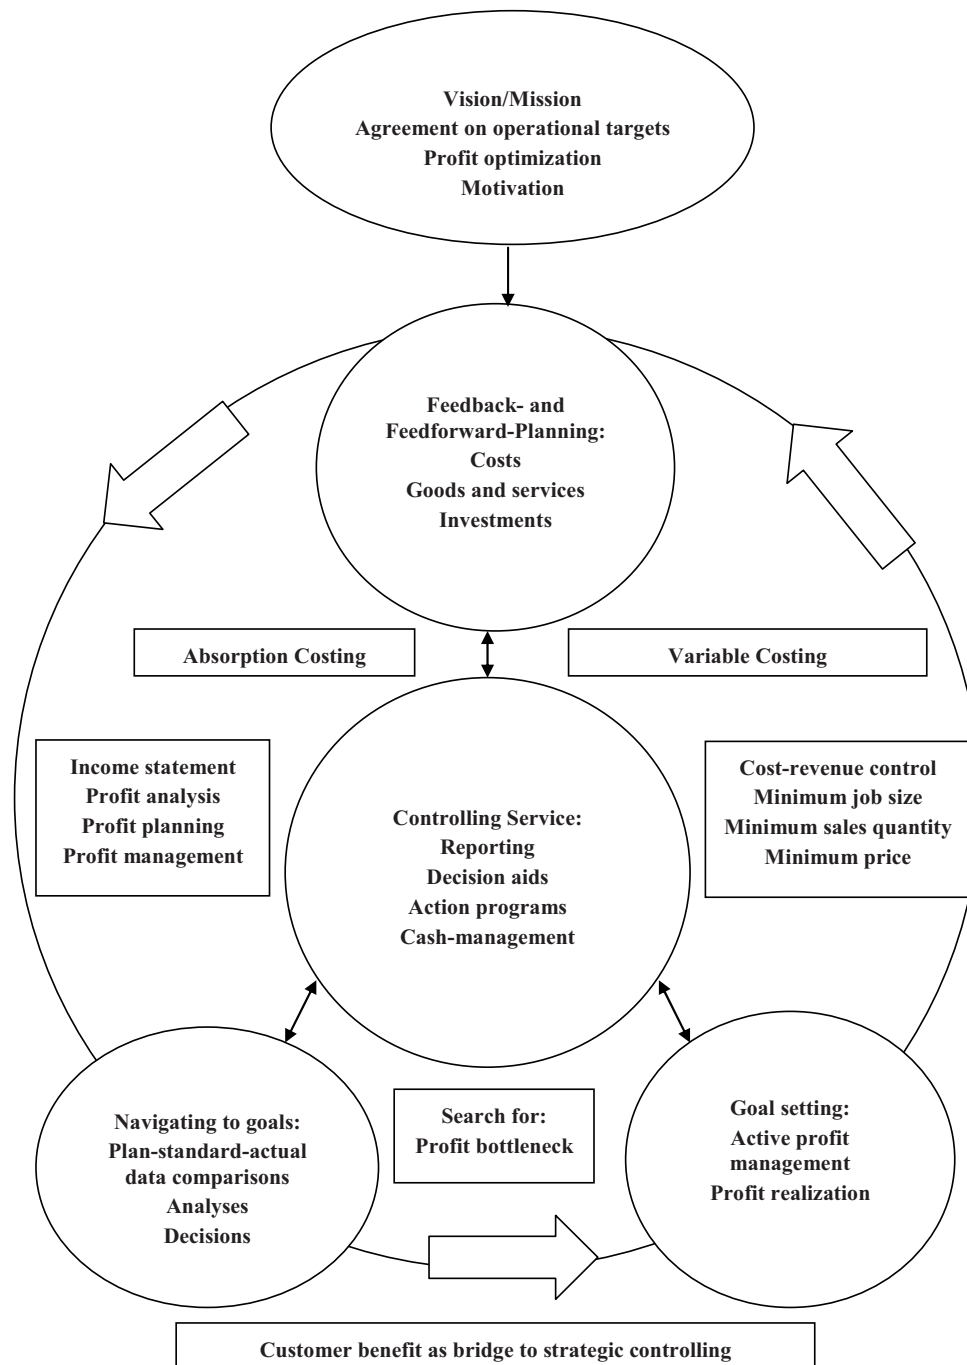 Vision/Mission
Agreement on operational targets
Profit optimization
Motivation
Feedback- and
Feedforward-Planning:
Costs
Goods and services
Investments
Absorption Costing
Variable Costing
Income statement
Profit analysis
Profit planning
Profit management
Controlling Service:
Reporting
Decision aids
Action programs
Cash-management
Cost-revenue control
Minimum job size
Minimum sales quantity
Minimum price
Navigating to goals:
Plan-standard-actual
data comparisons
Analyses
Decisions
Search for:
Profit bottleneck
Goal setting:
Active profit
management
Profit realization
Customer benefit as bridge to strategic controlling